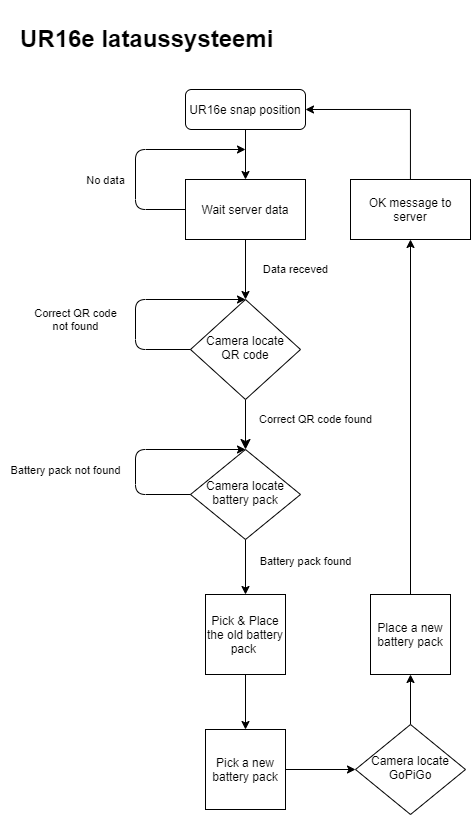 UR16e lataussysteemi
UR16e snap position
No data
Wait server data
OK message to
server
Data receved
Correct QR code
not found
Camera locate
QR code
Correct QR code found
Battery pack not found
Camera locate
battery pack
Battery pack found
Pick & Place
the old battery
pack
Place a new
battery pack
Pick a new
battery pack
Camera locate
GoPiGo